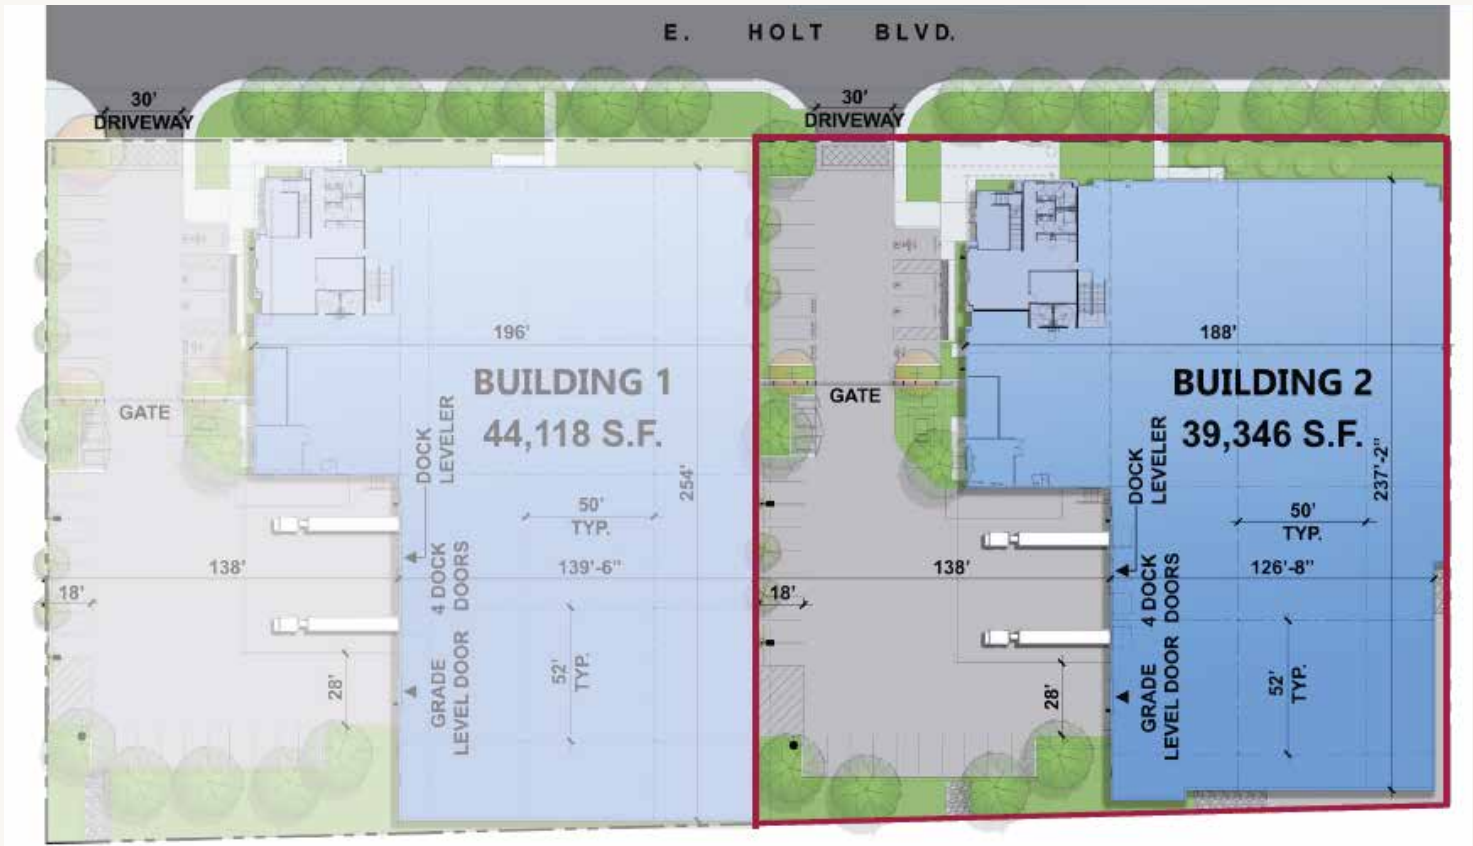 E. HOLT BLVD.
30'
DRIVEWAY
30'
DRIVEWAY
196'
BUILDING 1
44,118 S.F.
GATE
DOCK
LEVELER
254'
50'
TYP.
138'
139'-6"
18'
4 DOCK
DOORS
52'
TYP.
28'
GRADE
LEVEL DOOR
188'
BUILDING 2
39,346 S.F.
GATE
DOCK
LEVELER
237'-2"
50'
TYP.
138'
126'-8"
18'
4 DOCK
DOORS
52'
TYP.
28'
GRADE
LEVEL DOOR